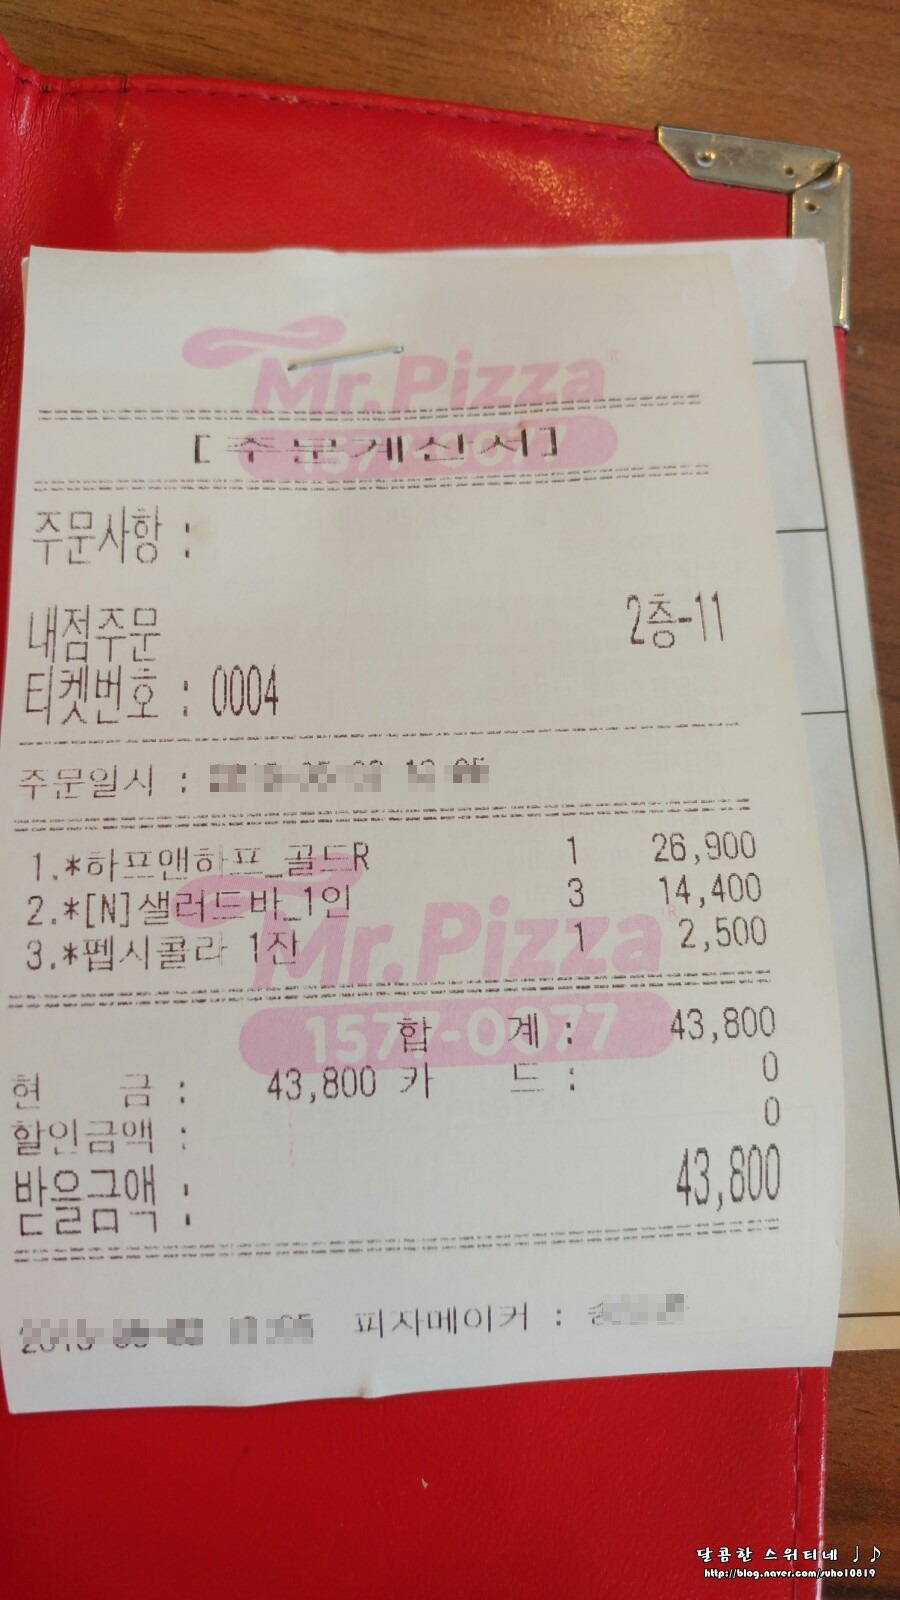 Mr.Pizza
[주문계산서]
1577-0077
주문사항 :
내점주문 2층-11
티켓번호 : 0004
주문일시 :
1.*하프앤하프_골드R 1 26,900
2.*[N]샐러드바_1인 3 14,400
3.*펩시콜라 1잔 1 2,500
Mr.Pizza
1577-0077
합 계 : 43,800
현 금 : 43,800 카 드 : 0
할인금액 : 0
받을금액 : 43,800
피자메이커 :
달콤한 스위티네 ♩♪
http://blog.naver.com/suho10819